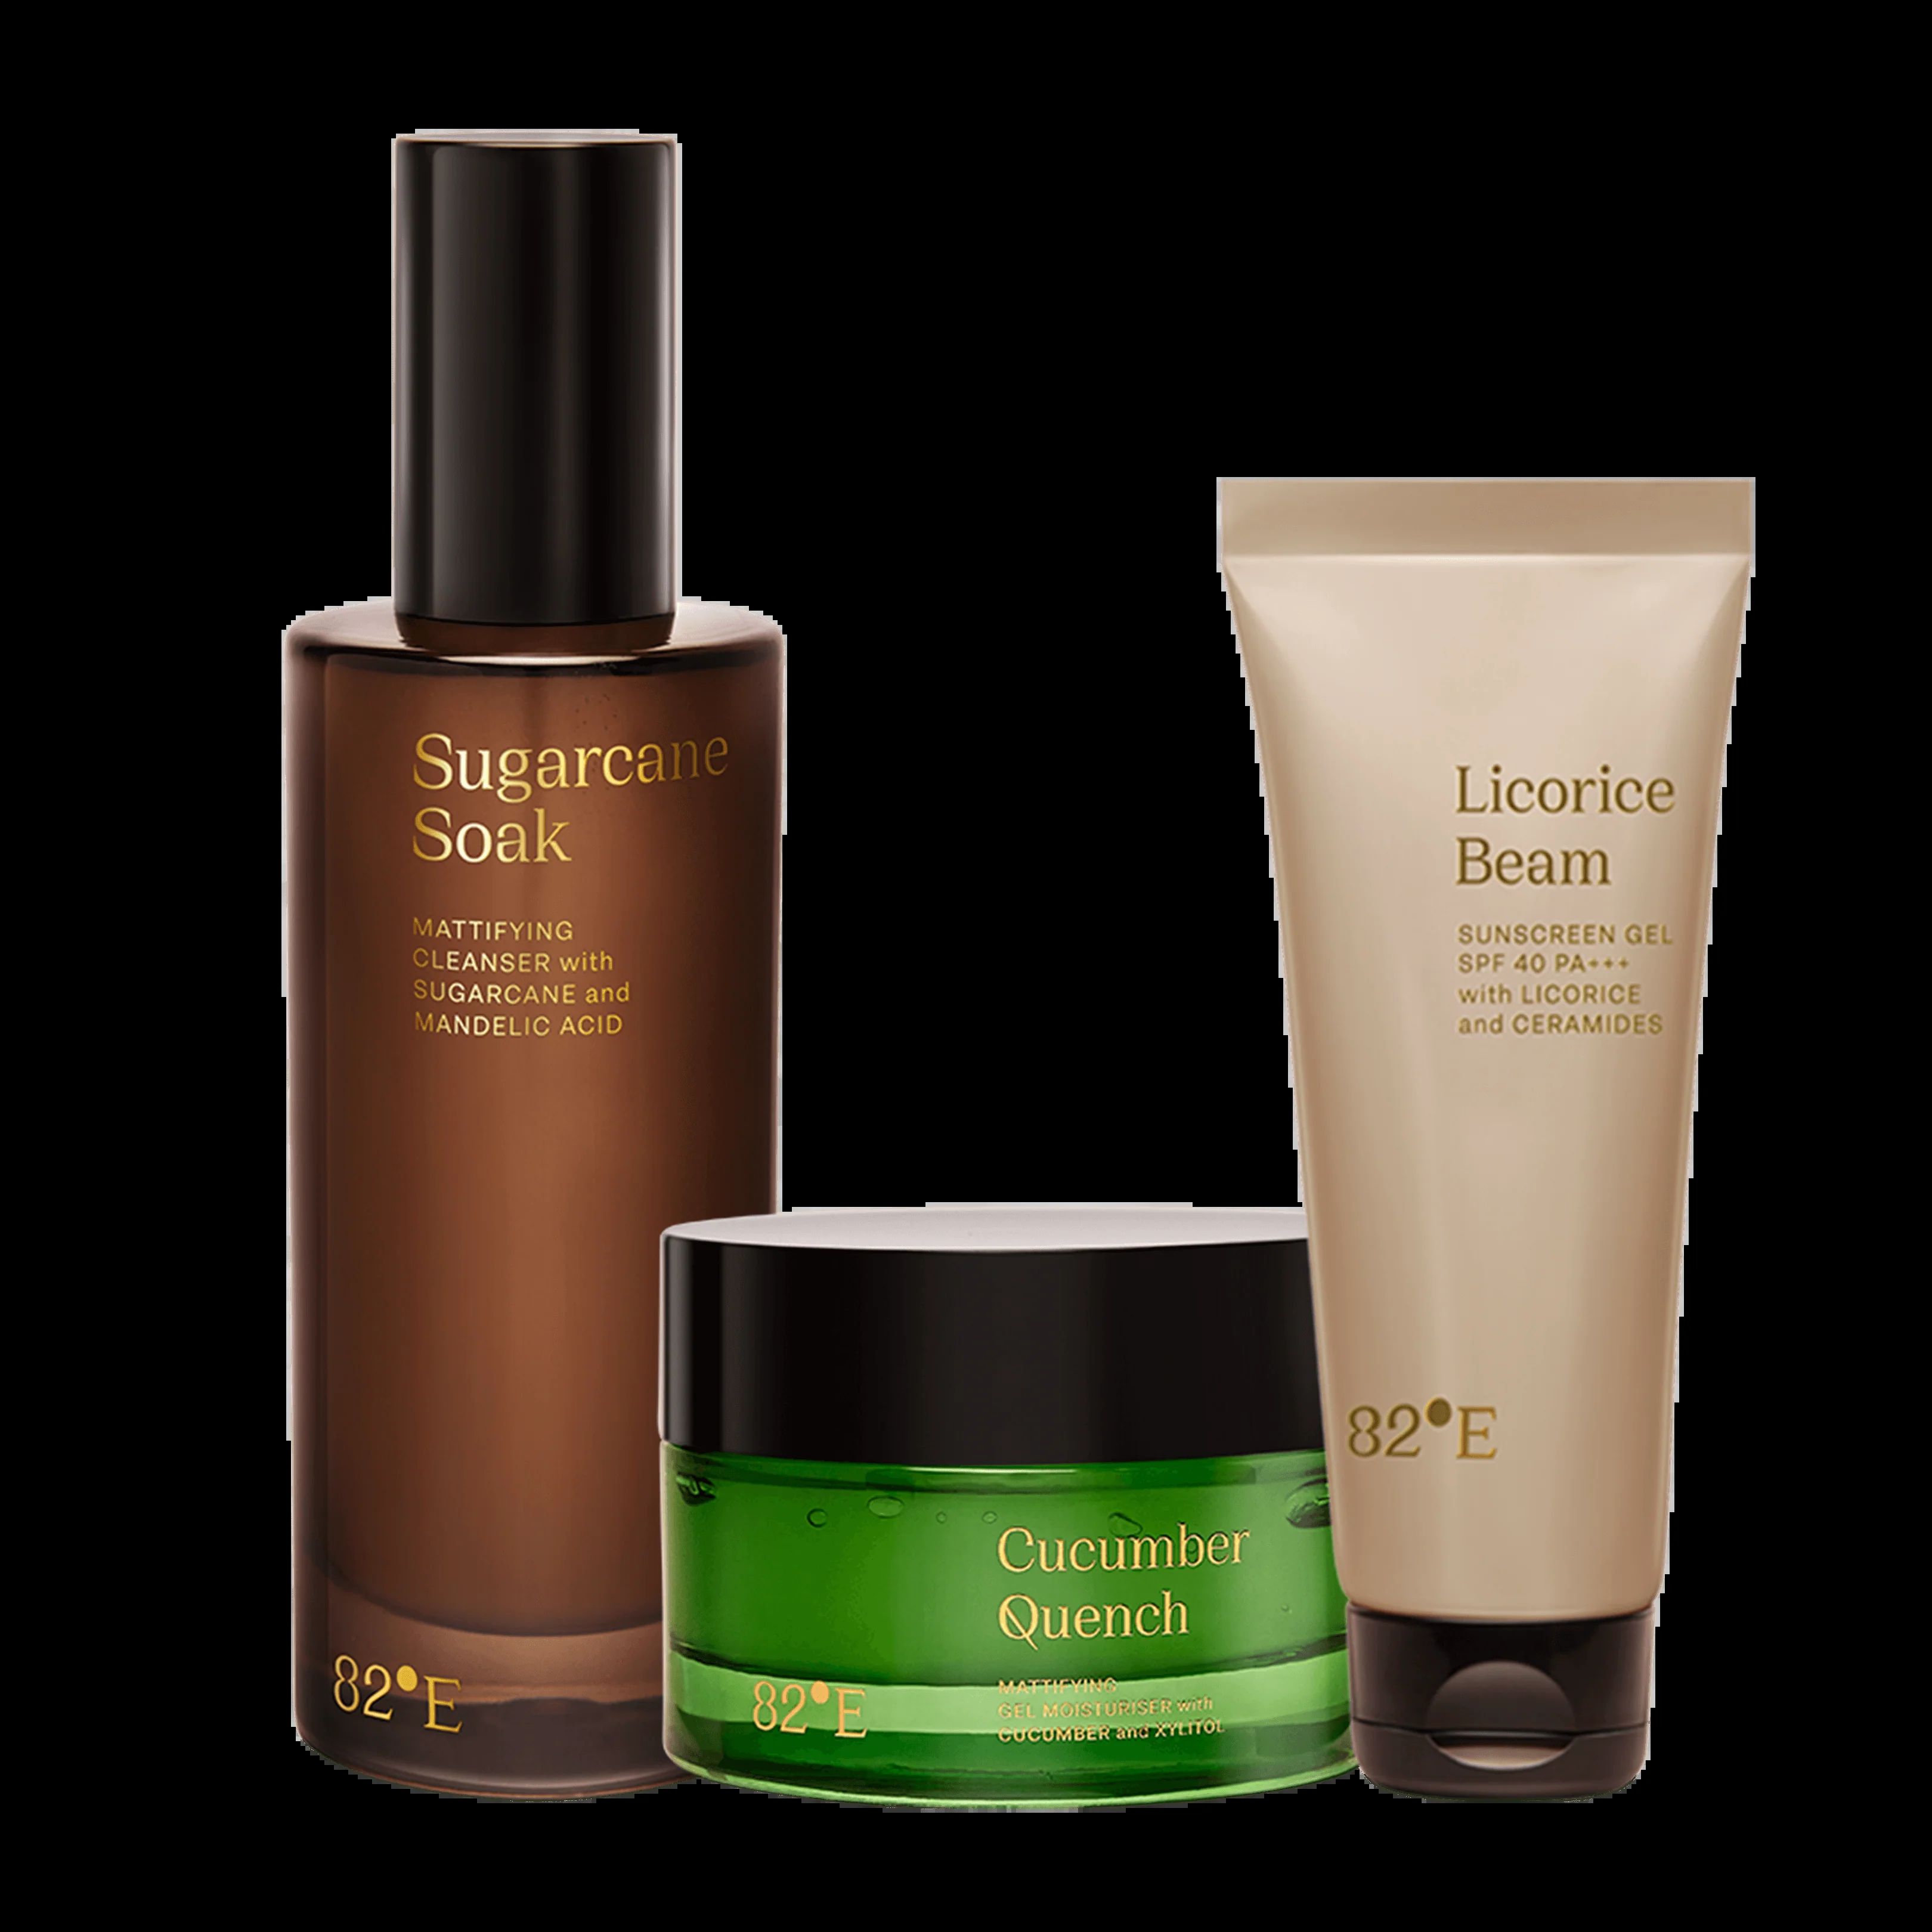 Sugarcane
Soak
MATTIFYING
CLEANSER with
SUGARCANE and
MANDELIC ACID
82°E
Cucumber
Quench
MATTIFYING
GEL MOISTURISER with
CUCUMBER and XYLITOL
82°E
Licorice
Beam
SUNSCREEN GEL
SPF 40 PA+++
with LICORICE
and CERAMIDES
82°E